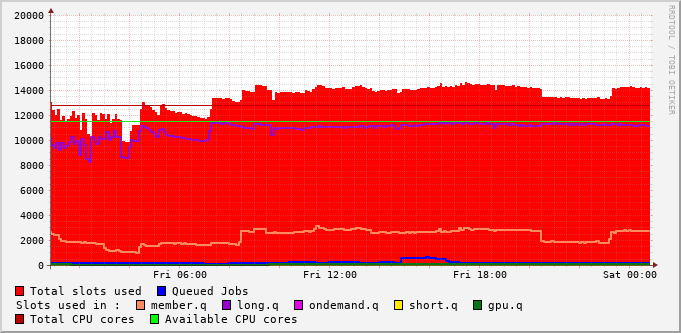 20000
18000
16000
14000
12000
10000
8000
6000
4000
2000
0
Fri 06:00 Fri 12:00 Fri 18:00 Sat 00:00
RRDTOOL / TOBI OETIKER
Total slots used Queued Jobs
Slots used in : member.q long.q ondemand.q short.q gpu.q
Total CPU cores Available CPU cores